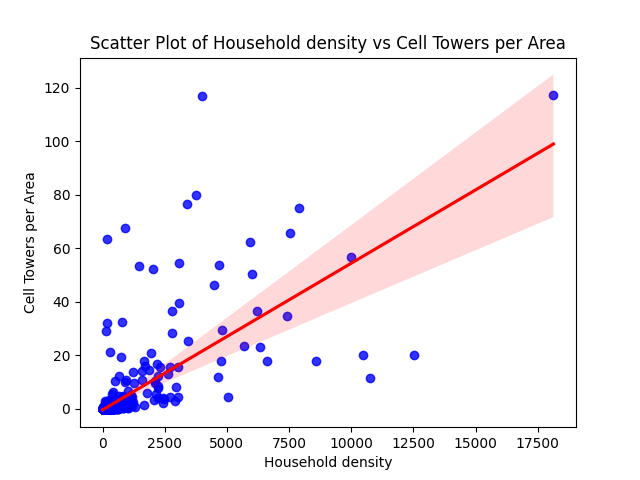 Scatter Plot of Household density vs Cell Towers per Area
120
100
80
60
40
20
0
Cell Towers per Area
0 2500 5000 7500 10000 12500 15000 17500
Household density